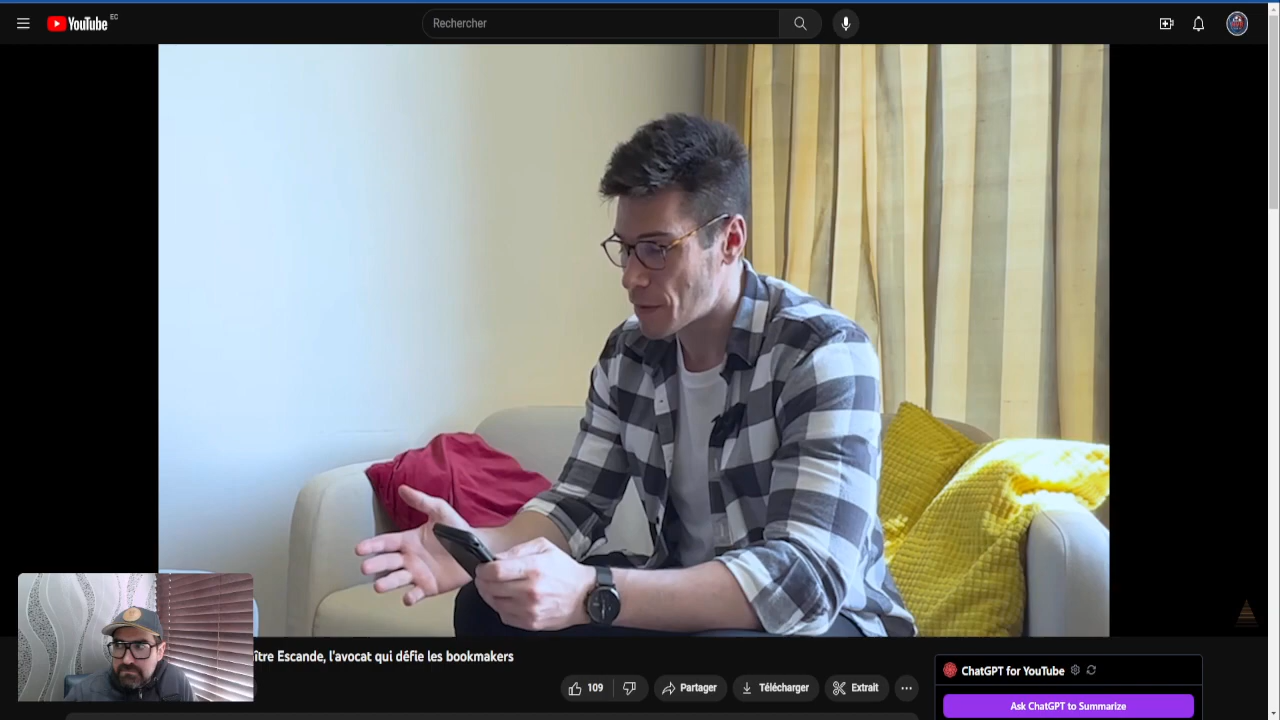 YouTube EC
Rechercher
ître Escande, l'avocat qui défie les bookmakers
109
Partager
Télécharger
Extrait
ChatGPT for YouTube
Ask ChatGPT to Summarize